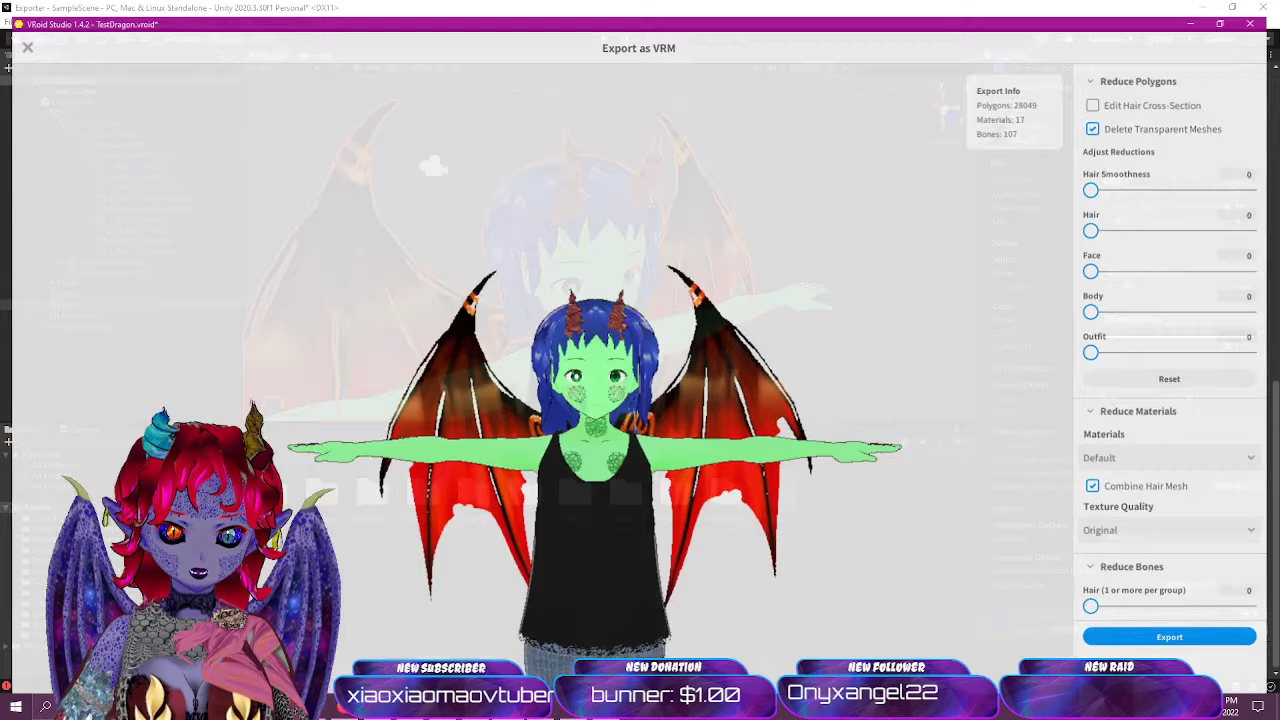 Exporter - SampleScene - PC, Mac & Linux Standalone - Unity 2020.3.30f1 Personal* <DX11>
VRoid Studio 1.4.2 - TestDragon.vroid*
Export as VRM
Export Info
Polygons: 28049
Materials: 17
Bones: 107
Reduce Polygons
Edit Hair Cross-Section
Delete Transparent Meshes
Adjust Reductions
Hair Smoothness 0
Hair 0
Face 0
Body 0
Outfit 0
Reset
Reduce Materials
Materials
Default
Combine Hair Mesh
Texture Quality
Original
Reduce Bones
Hair (1 or more per group) 0
Export
NEW SUBSCRIBER
xiaoxiaomaovtuber
NEW DONATION
bunner: $1.00
NEW FOLLOWER
Onyxangel22
NEW RAID
PM
2022